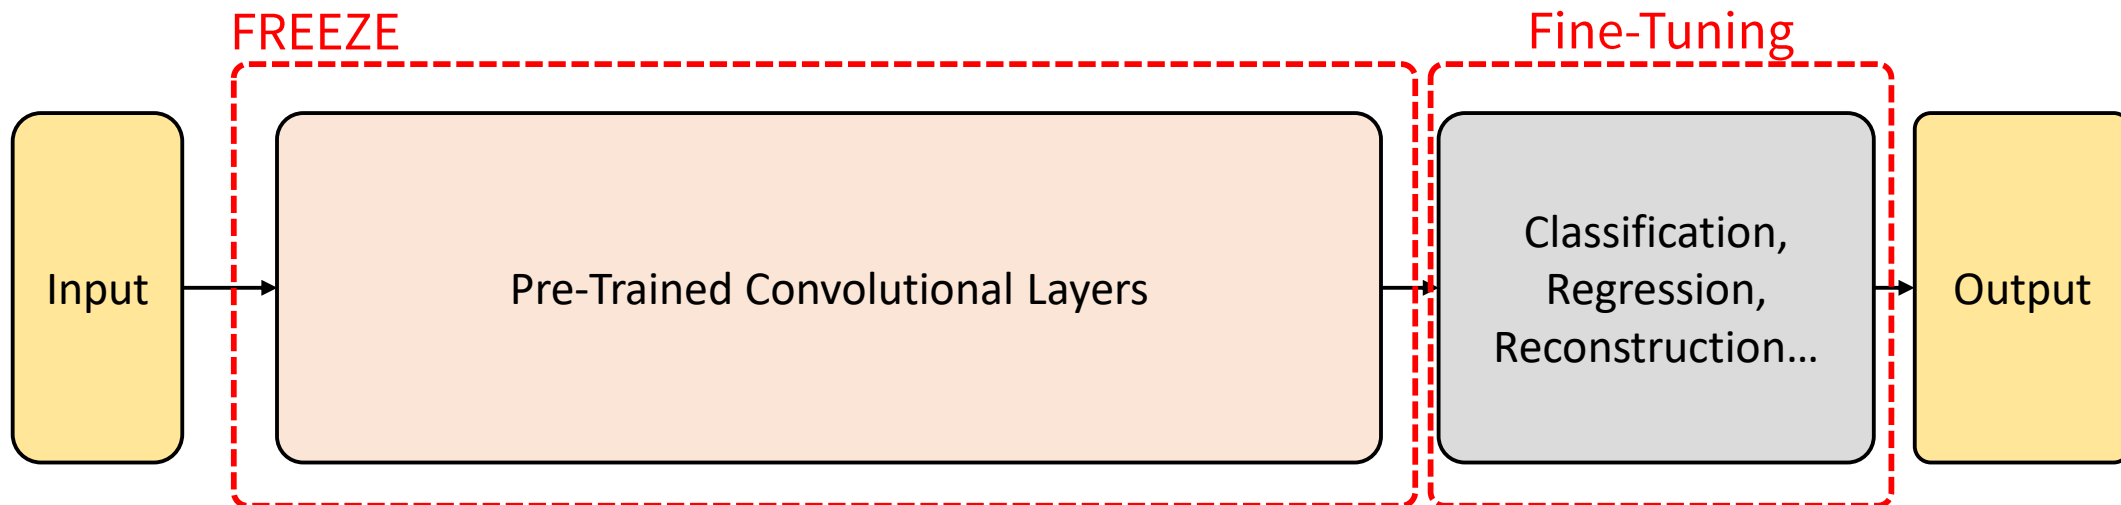 FREEZE
Fine-Tuning
Input
Pre-Trained Convolutional Layers
Classification,
Regression,
Reconstruction...
Output